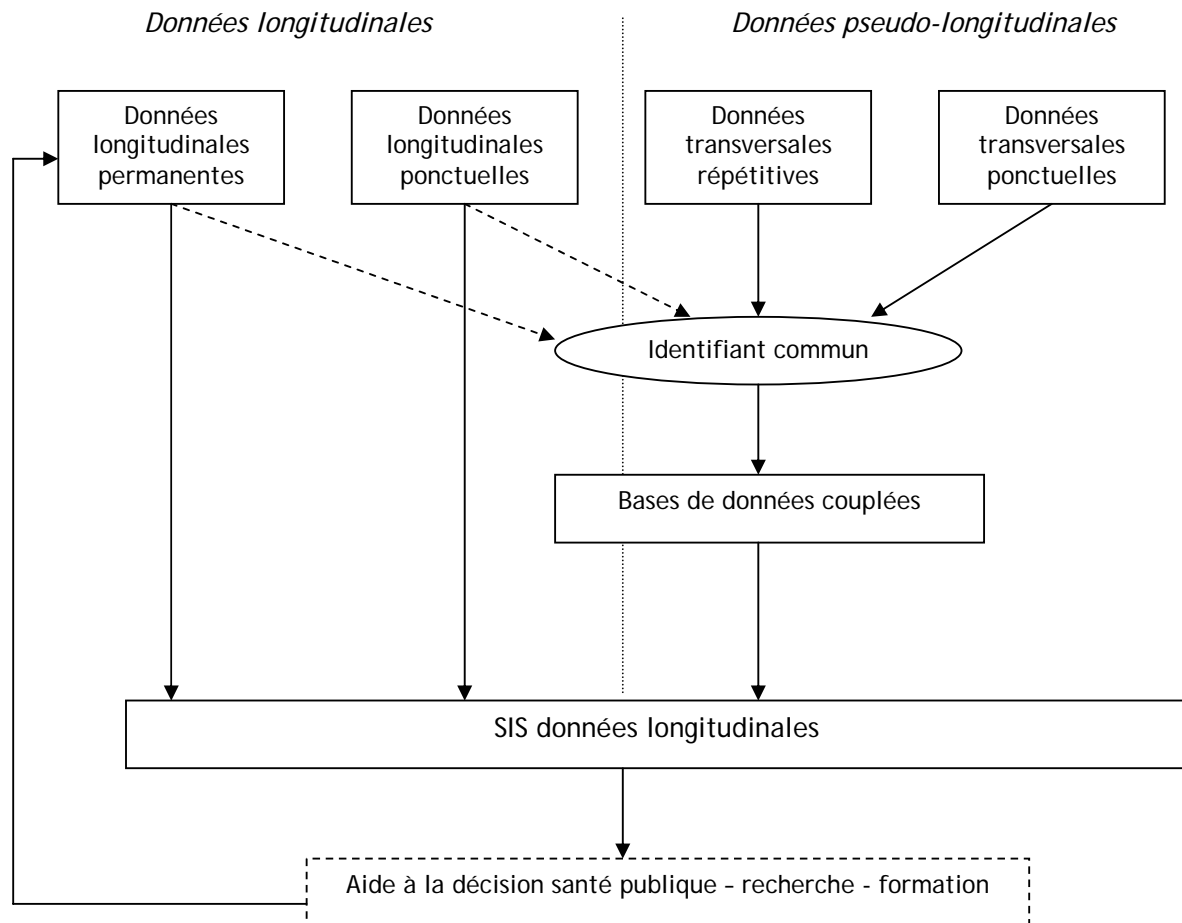 Données longitudinales
Données pseudo-longitudinales
Données
longitudinales
permanentes
Données
longitudinales
ponctuelles
Données
transversales
répétitives
Données
transversales
ponctuelles
Identifiant commun
Bases de données couplées
SIS données longitudinales
Aide à la décision santé publique – recherche - formation